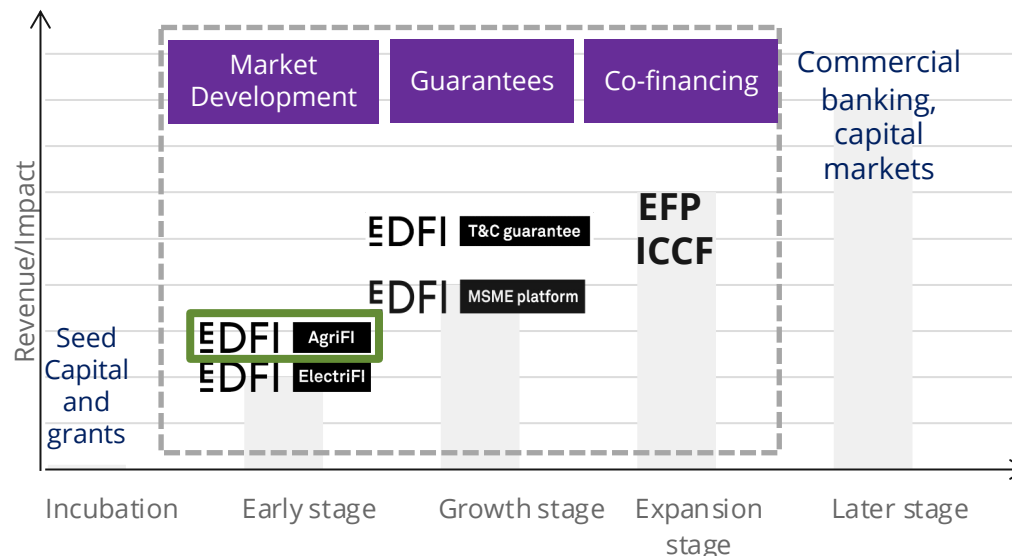 Market
Development
Guarantees
Co-financing
Commercial
banking,
capital
markets
Revenue/Impact
EDFI T&C guarantee
EFP
ICCF
EDFI MSME platform
EDFI AgriFI
EDFI ElectriFI
Seed
Capital
and
grants
Incubation
Early stage
Growth stage
Expansion
stage
Later stage